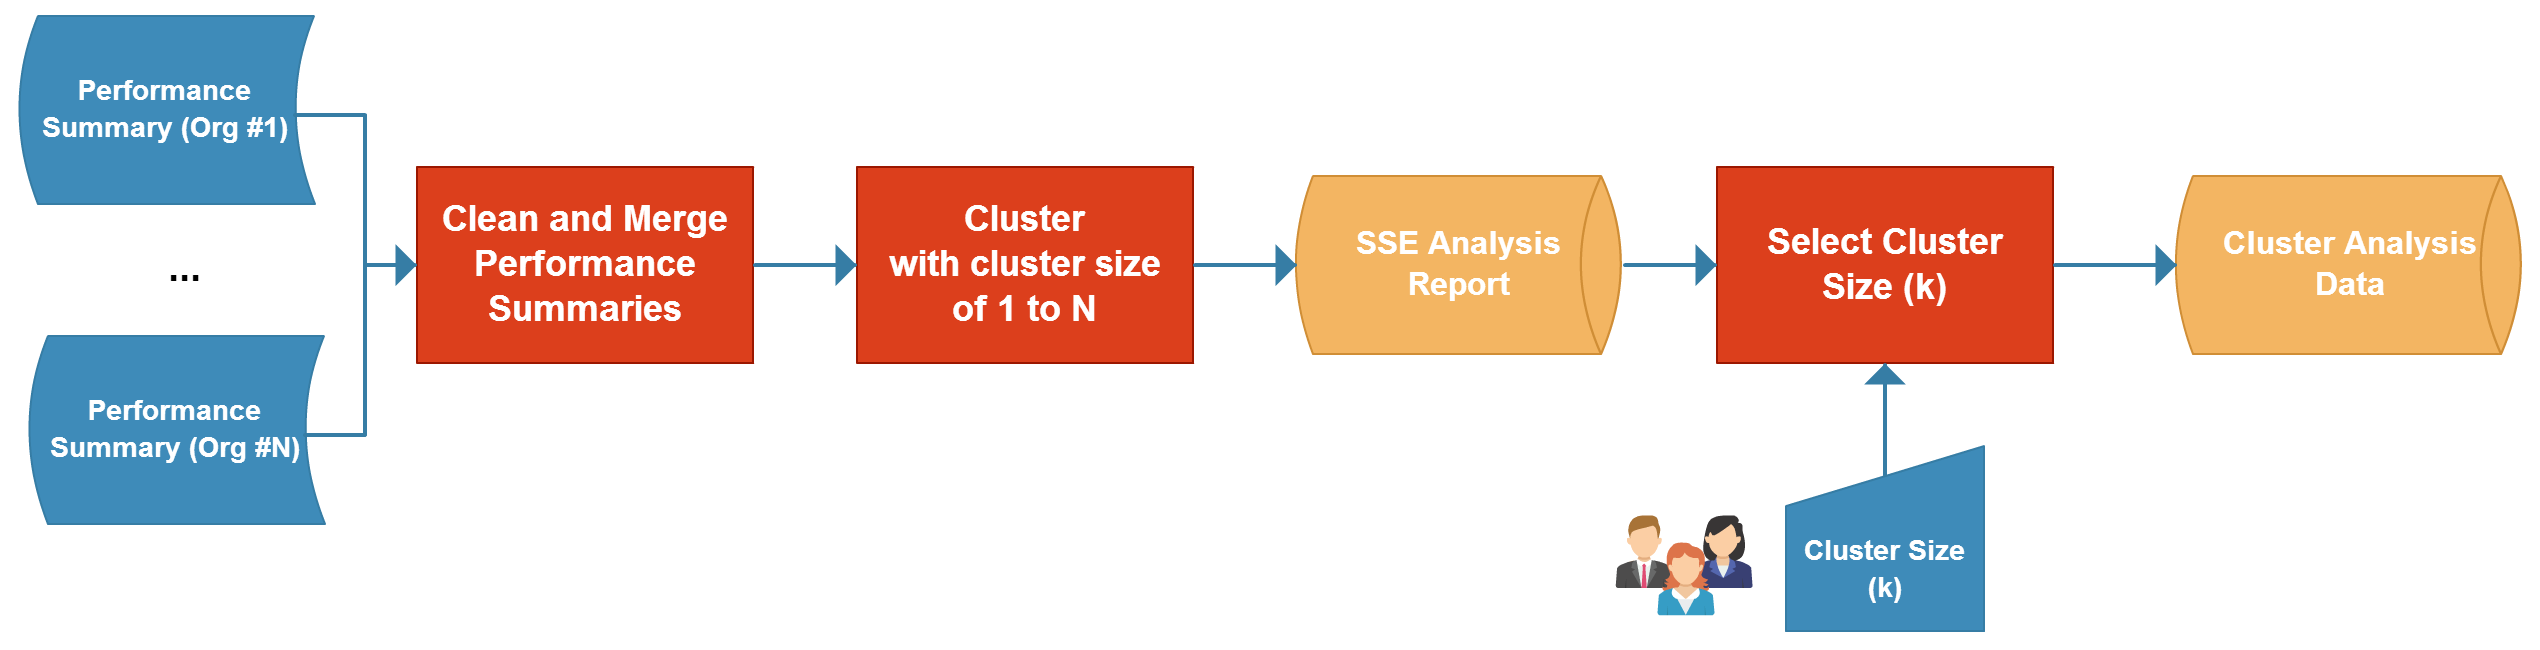 Performance
Summary (Org #1)
...
Performance
Summary (Org #N)
Clean and Merge
Performance
Summaries
Cluster
with cluster size
of 1 to N
SSE Analysis
Report
Select Cluster
Size (k)
Cluster Size
(k)
Cluster Analysis
Data